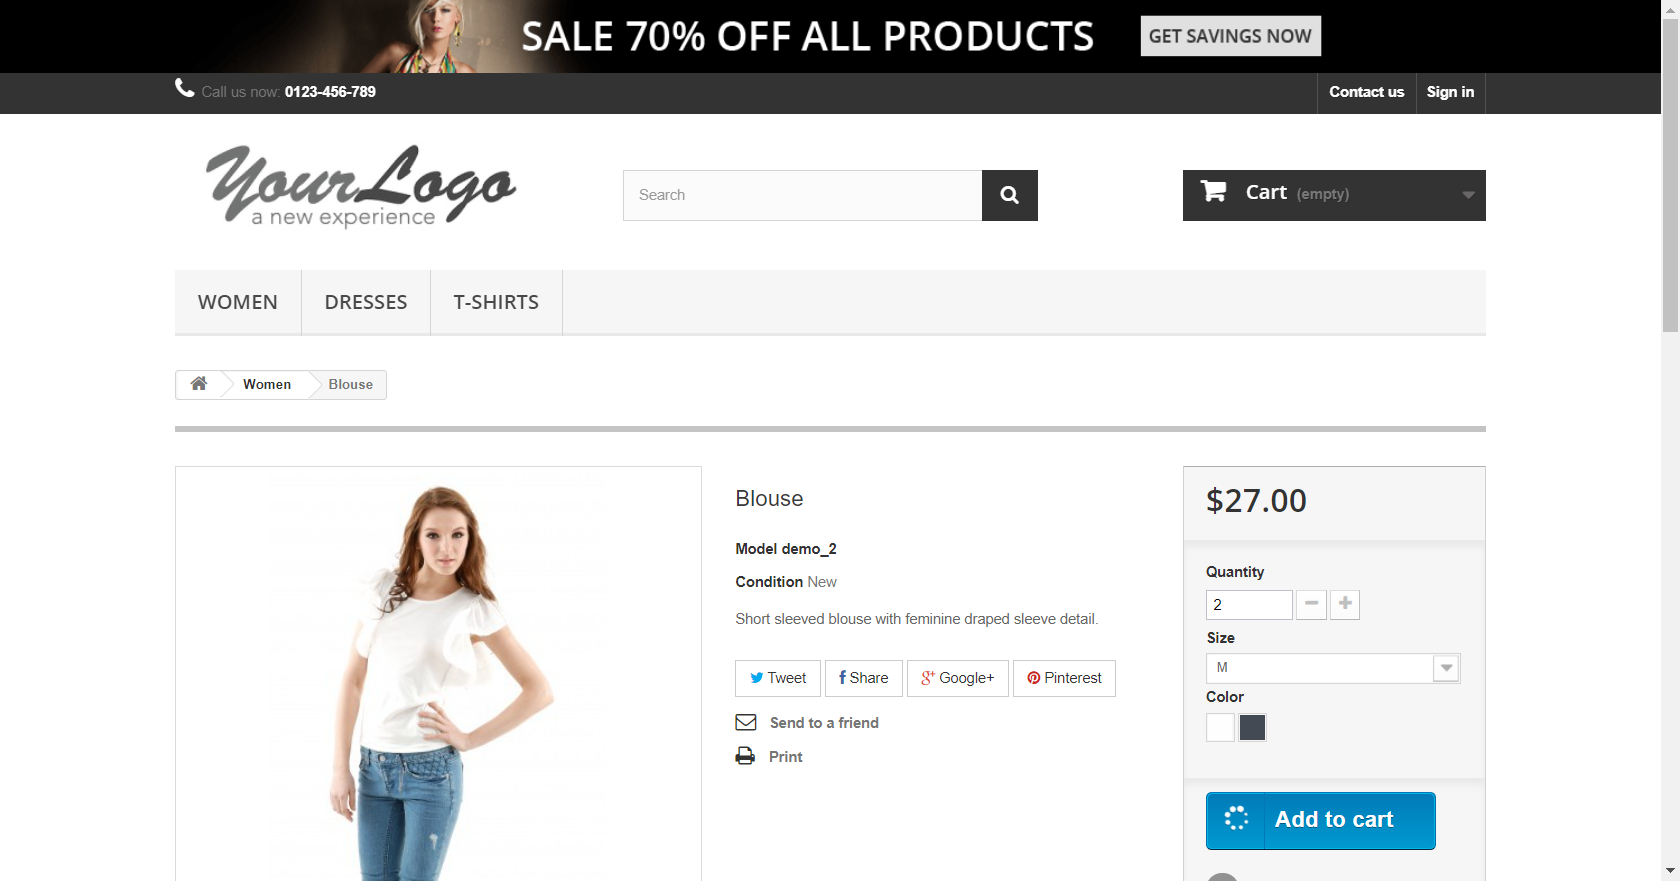 SALE 70% OFF ALL PRODUCTS
GET SAVINGS NOW
Call us now: 0123-456-789
Contact us
Sign in
YourLogo
a new experience
Search
Cart (empty)
WOMEN
DRESSES
T-SHIRTS
Women
Blouse
Blouse
Model demo_2
Condition New
Short sleeved blouse with feminine draped sleeve detail.
Tweet
Share
Google+
Pinterest
Send to a friend
Print
$27.00
Quantity
2
Size
M
Color
Add to cart